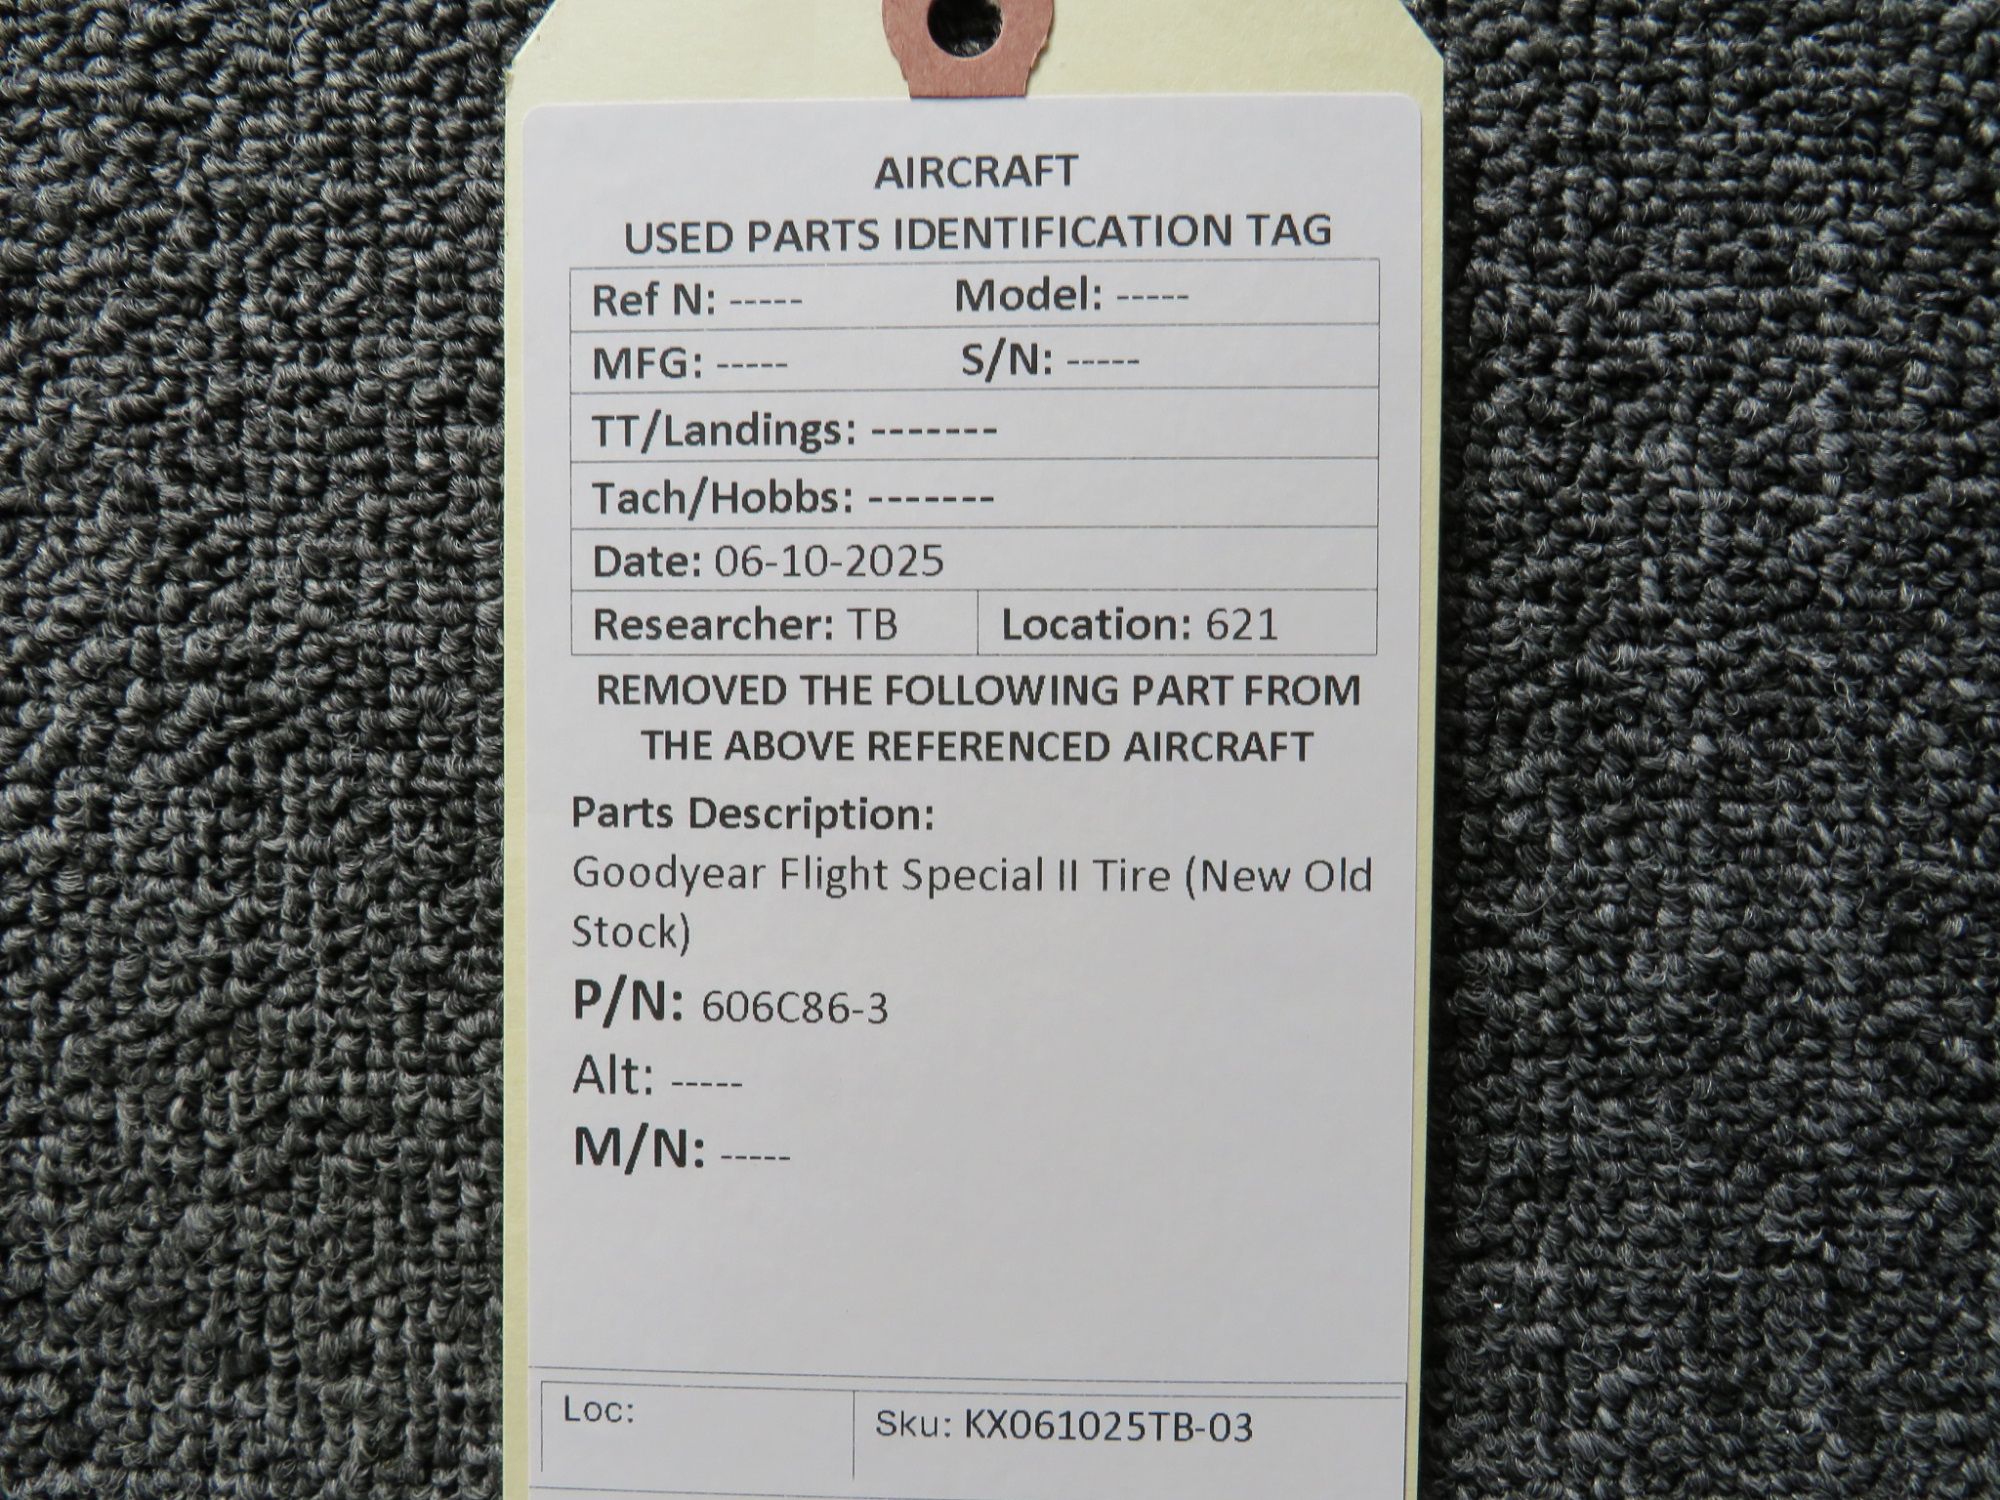 AIRCRAFT
USED PARTS IDENTIFICATION TAG
Ref N: ----- Model: -----
MFG: ----- S/N: -----
TT/Landings: -------
Tach/Hobbs: -------
Date: 06-10-2025
Researcher: TB Location: 621
REMOVED THE FOLLOWING PART FROM
THE ABOVE REFERENCED AIRCRAFT
Parts Description:
Goodyear Flight Special II Tire (New Old
Stock)
P/N: 606C86-3
Alt: -----
M/N: -----
Loc: Sku: KX061025TB-03